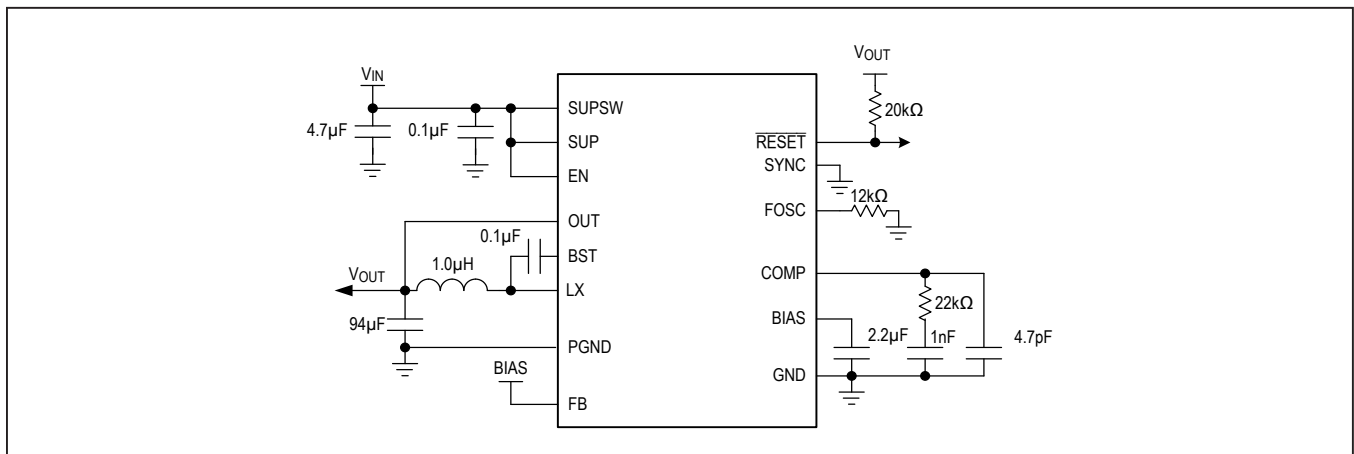 VIN
4.7µF
0.1µF
SUPSW
SUP
EN
OUT
0.1µF
BST
VOUT
1.0µH
LX
94µF
PGND
BIAS
FB
VOUT
20kΩ
RESET
SYNC
12kΩ
FOSC
COMP
22kΩ
BIAS
2.2µF
1nF
4.7pF
GND